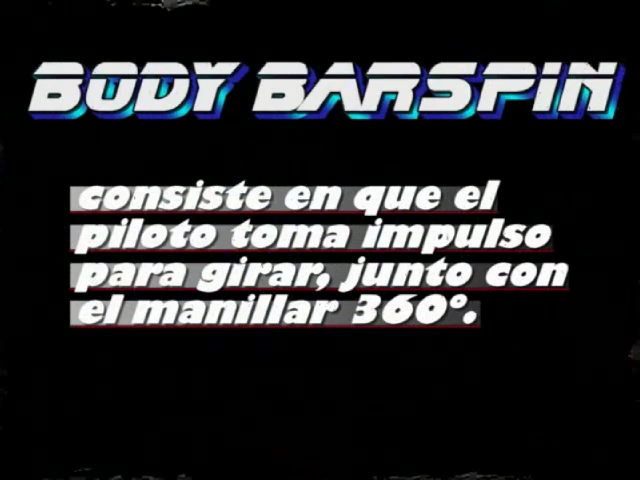 BODY BARSPIN
consiste en que el
piloto toma impulso
para girar, junto con
el manillar 360°.